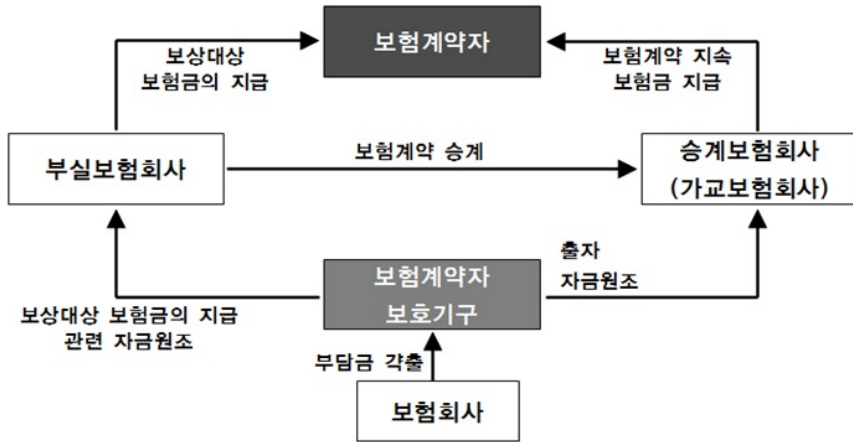 보험계약자
보상대상
보험금의 지급
보험계약 지속
보험금 지급
부실보험회사
보험계약 승계
승계보험회사
(가교보험회사)
보험계약자
보호기구
출자
자금원조
보상대상 보험금의 지급
관련 자금원조
부담금 갹출
보험회사